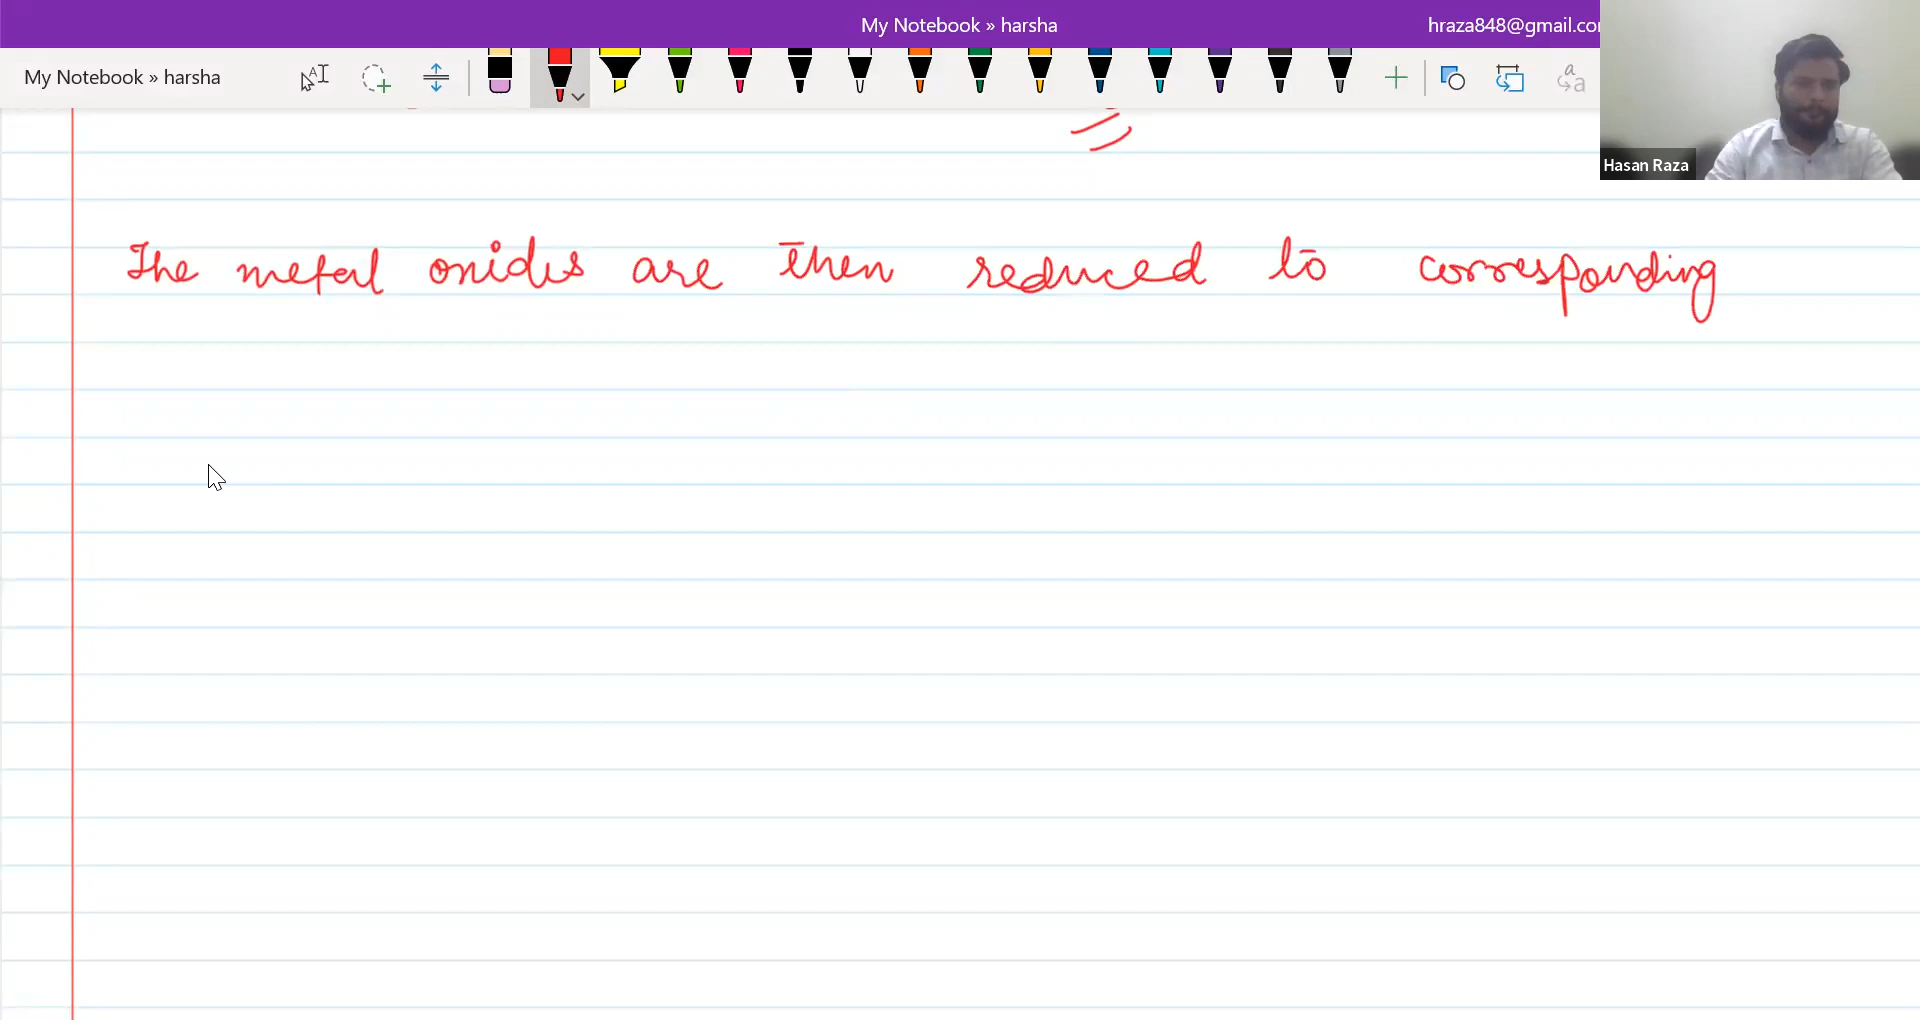 My Notebook » harsha
hraza848@gmail.co
My Notebook » harsha
Hasan Raza
The metal oxides are then reduced to corresponding